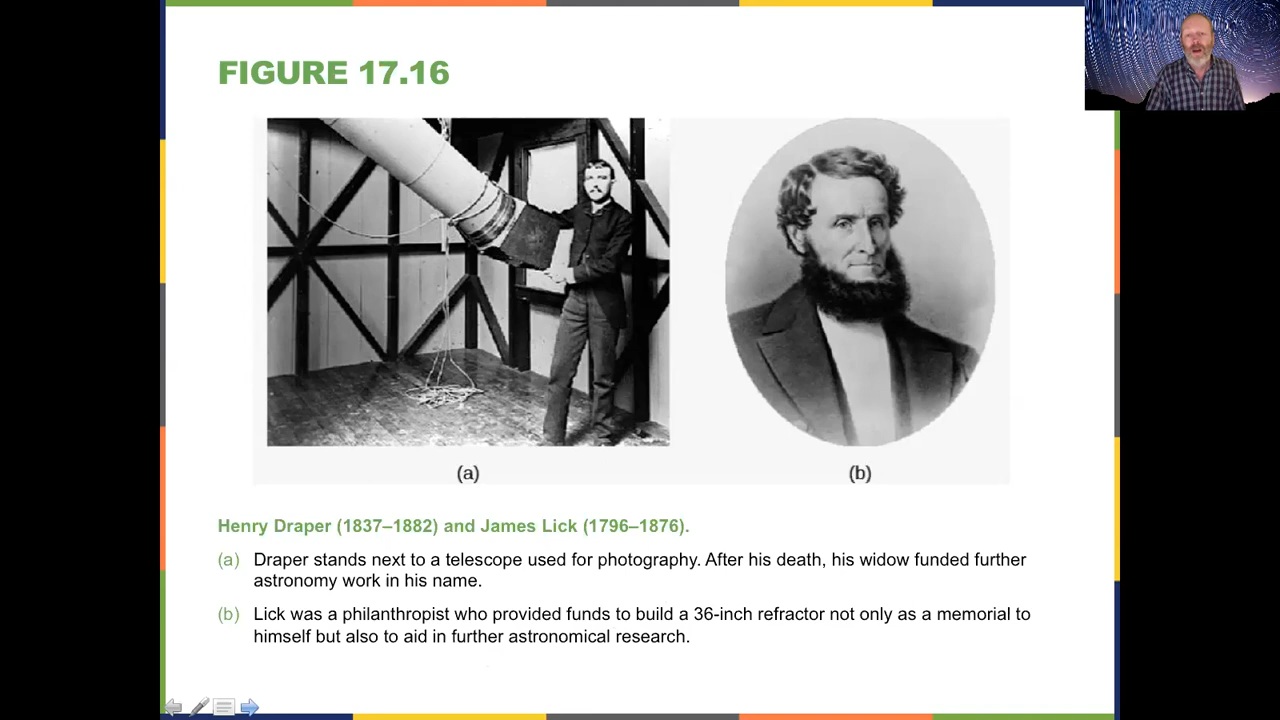 FIGURE 17.16
(a)
(b)
Henry Draper (1837–1882) and James Lick (1796–1876).
(a) Draper stands next to a telescope used for photography. After his death, his widow funded further
astronomy work in his name.
(b) Lick was a philanthropist who provided funds to build a 36-inch refractor not only as a memorial to
himself but also to aid in further astronomical research.